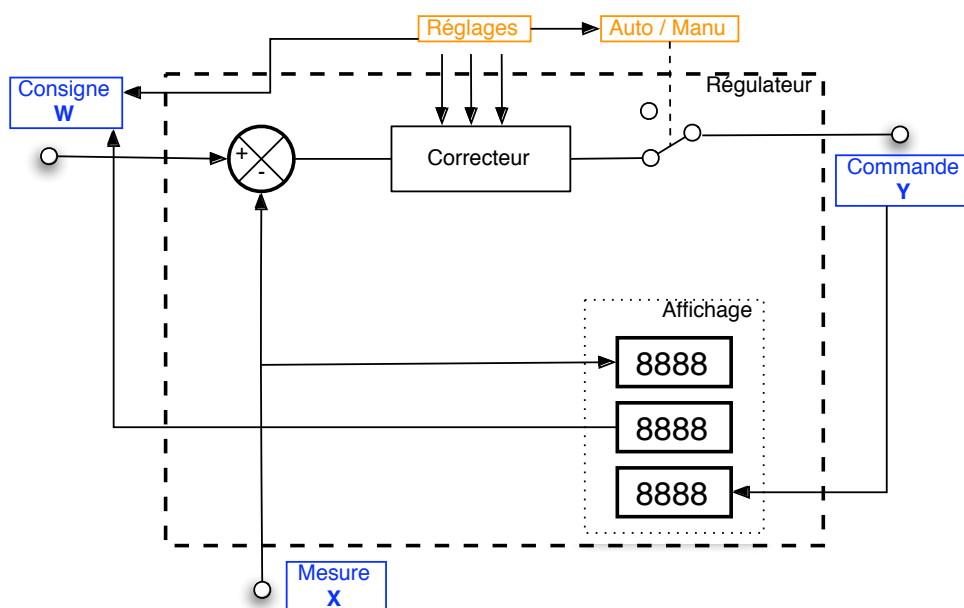 Réglages
Auto / Manu
Régulateur
Consigne
W
+
-
Correcteur
Commande
Y
Affichage
8888
8888
8888
Mesure
X